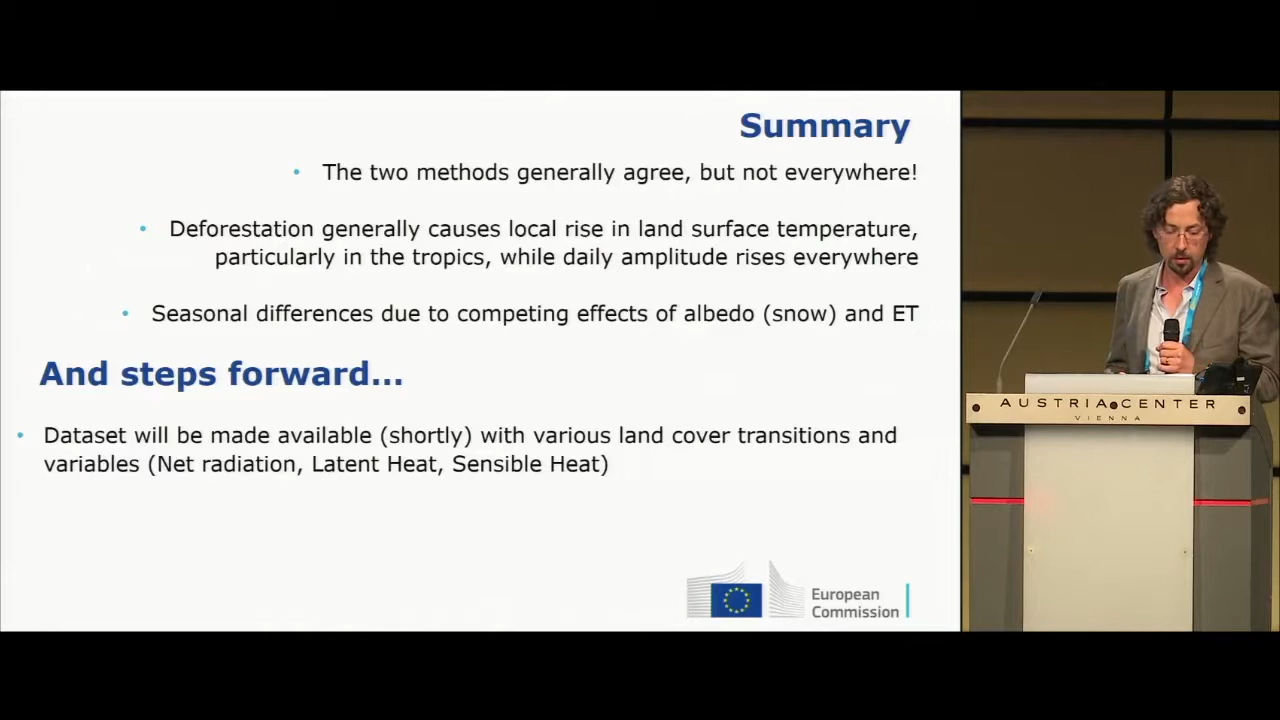 Summary
• The two methods generally agree, but not everywhere!
• Deforestation generally causes local rise in land surface temperature,
particularly in the tropics, while daily amplitude rises everywhere
• Seasonal differences due to competing effects of albedo (snow) and ET
And steps forward...
• Dataset will be made available (shortly) with various land cover transitions and
variables (Net radiation, Latent Heat, Sensible Heat)
European
Commission
AUSTRIA CENTER
VIENNA